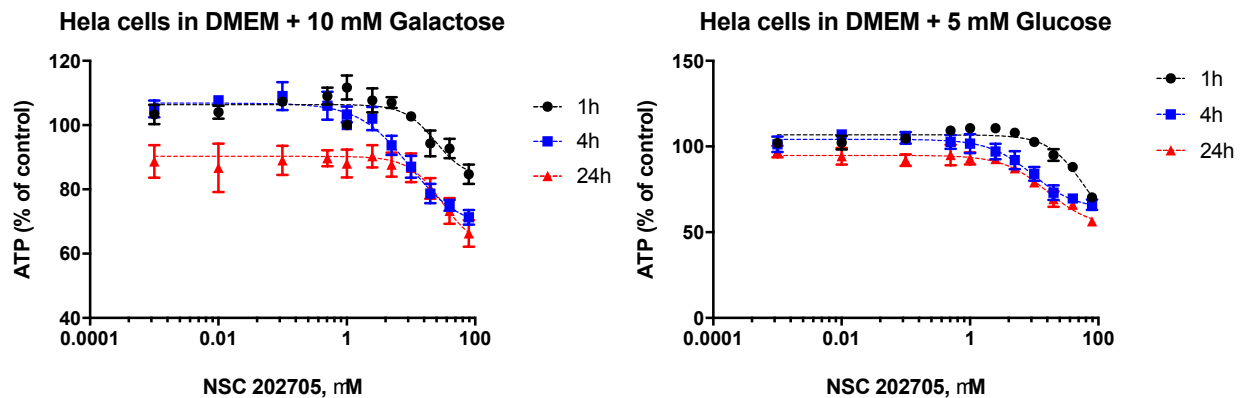 Hela cells in DMEM + 10 mM Galactose
120
100
80
60
40
ATP (% of control)
0.0001
0.01
1
100
NSC 202705, mM
1h
4h
24h
Hela cells in DMEM + 5 mM Glucose
150
100
50
0
ATP (% of control)
0.0001
0.01
1
100
NSC 202705, mM
1h
4h
24h